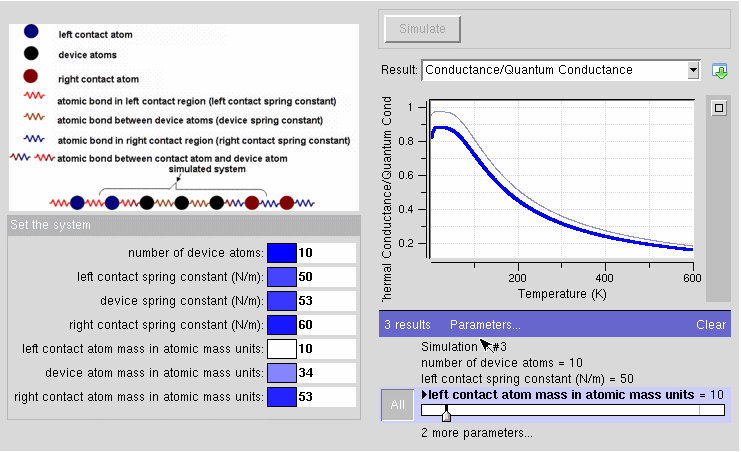 left contact atom
device atoms
right contact atom
atomic bond in left contact region (left contact spring constant)
atomic bond between device atoms (device spring constant)
atomic bond in right contact region (right contact spring constant)
atomic bond between contact atom and device atom
simulated system
Set the system
number of device atoms: 10
left contact spring constant (N/m): 50
device spring constant (N/m): 53
right contact spring constant (N/m): 60
left contact atom mass in atomic mass units: 10
device atom mass in atomic mass units: 34
right contact atom mass in atomic mass units: 53
Simulate
Result: Conductance/Quantum Conductance
hermal Conductance/Quantum Cond
1
0.8
0.6
0.4
0.2
200 400 600
Temperature (K)
3 results Parameters... Clear
Simulation #3
number of device atoms = 10
left contact spring constant (N/m) = 50
All
left contact atom mass in atomic mass units = 10
2 more parameters...